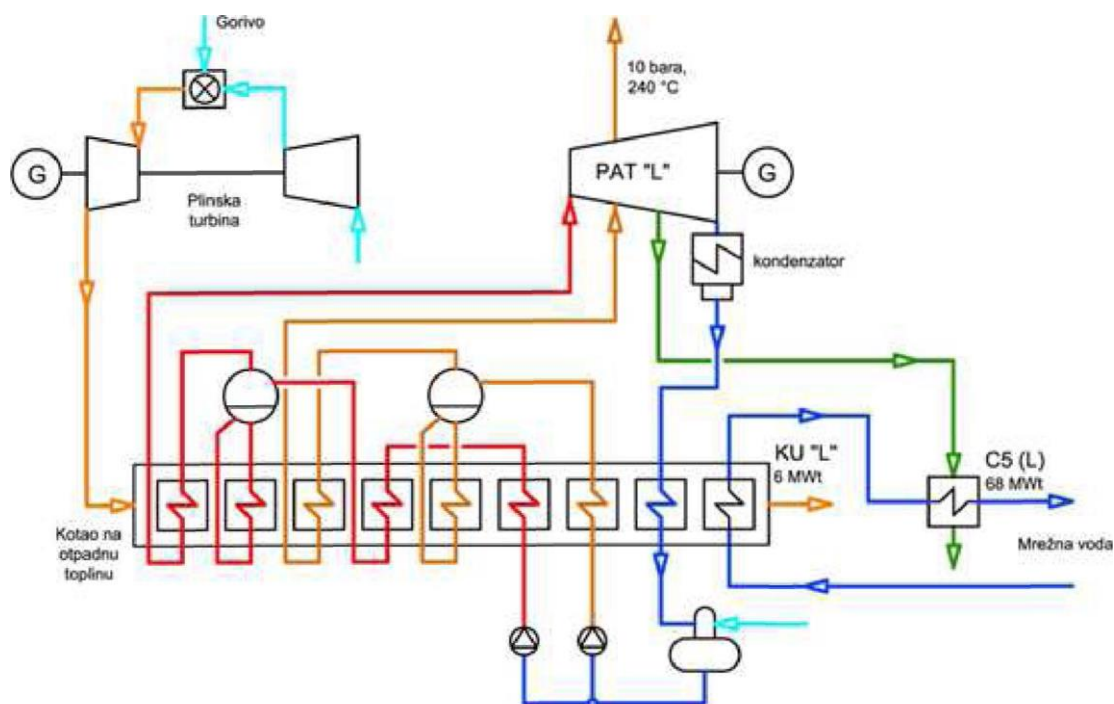 Gorivo
G
Plinska
turbina
10 bara,
240 °C
PAT "L"
G
kondenzator
KU "L"
6 MWt
C5 (L)
68 MWt
Kotao na
otpadnu
toplinu
Mrežna voda